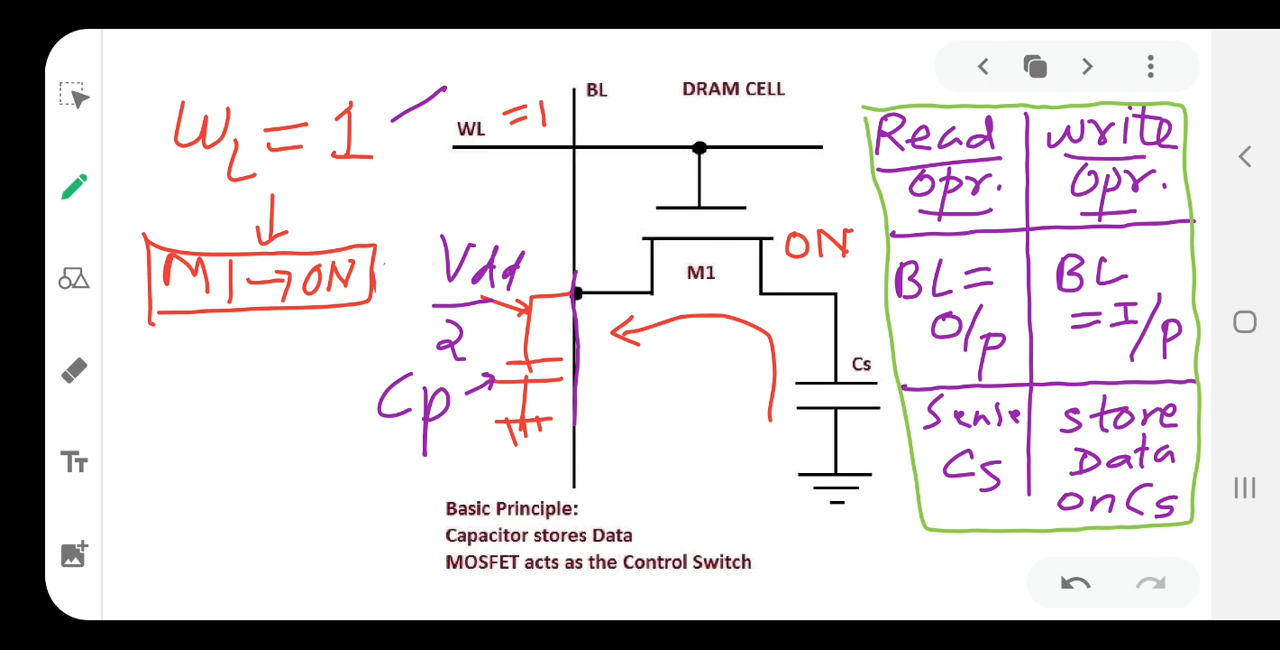 WL = 1
M1 → ON
BL
DRAM CELL
WL
=1
M1
ON
Vdd
2
Cp
Cs
Basic Principle:
Capacitor stores Data
MOSFET acts as the Control Switch
Read
opr.
write
opr.
BL =
O/p
BL
= I/P
Sense
Cs
store
Data
on Cs
Tт